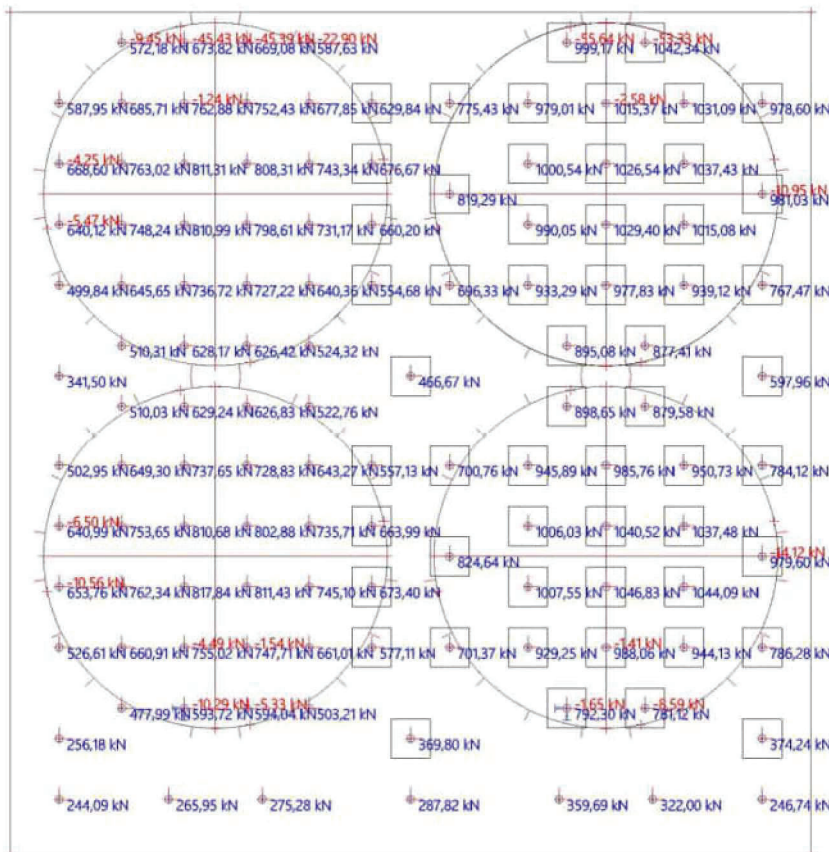 -9,45 kN -45,43 kN -45,39 kN -22,90 kN -55,64 kN -53,33 kN
572,18 kN 673,82 kN 669,08 kN 587,63 kN 999,17 kN 1042,34 kN
-1,24 kN -2,58 kN
587,95 kN 685,71 kN 762,88 kN 752,43 kN 677,85 kN 629,84 kN 775,43 kN 979,01 kN 1015,37 kN 1031,09 kN 978,60 kN
-4,25 kN
668,60 kN 763,02 kN 811,31 kN 808,31 kN 743,34 kN 676,67 kN 1000,54 kN 1026,54 kN 1037,43 kN
-10,95 kN
819,29 kN 981,03 kN
-5,47 kN
640,12 kN 748,24 kN 810,99 kN 798,61 kN 731,17 kN 660,20 kN 990,05 kN 1029,40 kN 1015,08 kN
499,84 kN 645,65 kN 736,72 kN 727,22 kN 640,36 kN 554,68 kN 696,33 kN 933,29 kN 977,83 kN 939,12 kN 767,47 kN
510,31 kN 628,17 kN 626,42 kN 524,32 kN 895,08 kN 877,41 kN
341,50 kN 466,67 kN 597,96 kN
510,03 kN 629,24 kN 626,83 kN 522,76 kN 898,65 kN 879,58 kN
502,95 kN 649,30 kN 737,65 kN 728,83 kN 643,27 kN 557,13 kN 700,76 kN 945,89 kN 985,76 kN 950,73 kN 784,12 kN
-6,50 kN
640,99 kN 753,65 kN 810,68 kN 802,88 kN 735,71 kN 663,99 kN 1006,03 kN 1040,52 kN 1037,48 kN
-14,12 kN
824,64 kN 979,60 kN
-10,56 kN
653,76 kN 762,34 kN 817,84 kN 811,43 kN 745,10 kN 673,40 kN 1007,55 kN 1046,83 kN 1044,09 kN
-4,49 kN -1,54 kN -1,41 kN
526,61 kN 660,91 kN 755,02 kN 747,71 kN 661,01 kN 577,11 kN 701,37 kN 929,25 kN 988,06 kN 944,13 kN 786,28 kN
-10,29 kN -5,33 kN -1,65 kN -8,59 kN
477,99 kN 593,72 kN 594,04 kN 503,21 kN 792,30 kN 781,12 kN
256,18 kN 369,80 kN 374,24 kN
244,09 kN 265,95 kN 275,28 kN 287,82 kN 359,69 kN 322,00 kN 246,74 kN